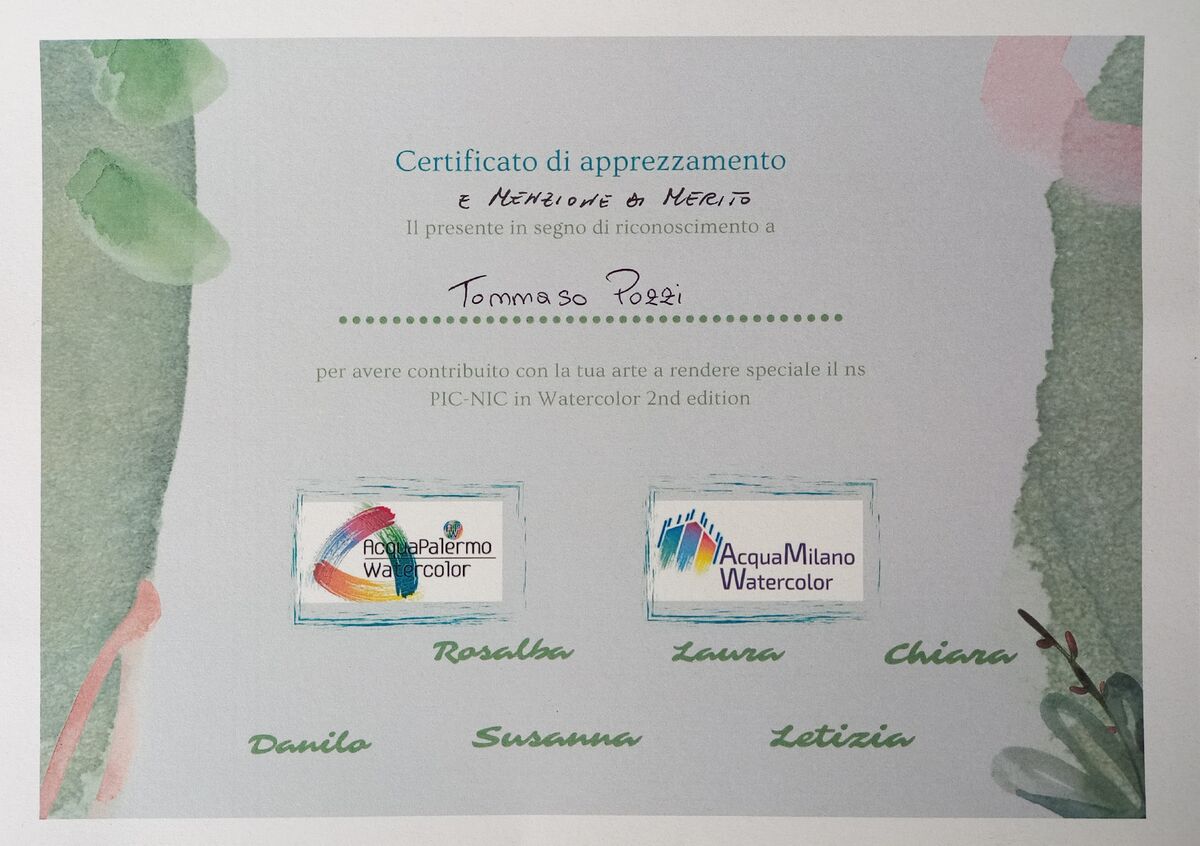 Certificato di apprezzamento
E MENZIONE DI MERITO
Il presente in segno di riconoscimento a
Tommaso Pozzi
per avere contribuito con la tua arte a rendere speciale il ns
PIC-NIC in Watercolor 2nd edition
AcquaPalermo
Watercolor
AcquaMilano
Watercolor
Rosalba Laura Chiara
Danilo Susanna Letizia